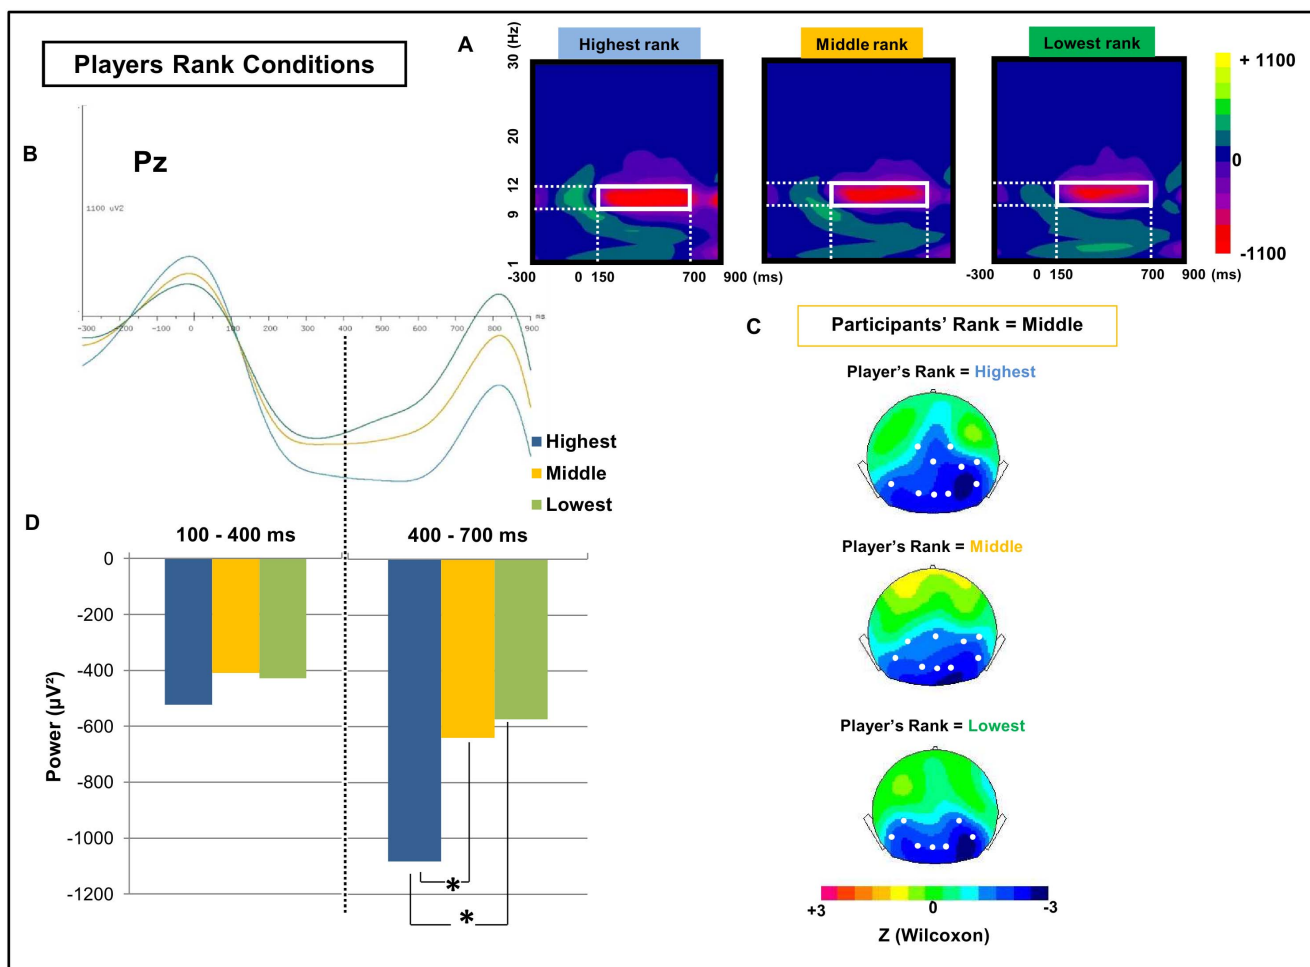 Players Rank Conditions
A
Highest rank
Middle rank
Lowest rank
30 (Hz)
20
12
9
1
-300 0 150 700 900 (ms)
-300 0 150 700 900 (ms)
+ 1100
0
-1100
B
Pz
1100 uV2
-300 -200 -100 0 100 200 300 400 500 600 700 800 900 ms
Highest
Middle
Lowest
C
Participants' Rank = Middle
Player's Rank = Highest
Player's Rank = Middle
Player's Rank = Lowest
+3 0 -3
Z (Wilcoxon)
D
100 - 400 ms
400 - 700 ms
Power (µV²)
0
-200
-400
-600
-800
-1000
-1200
*
*